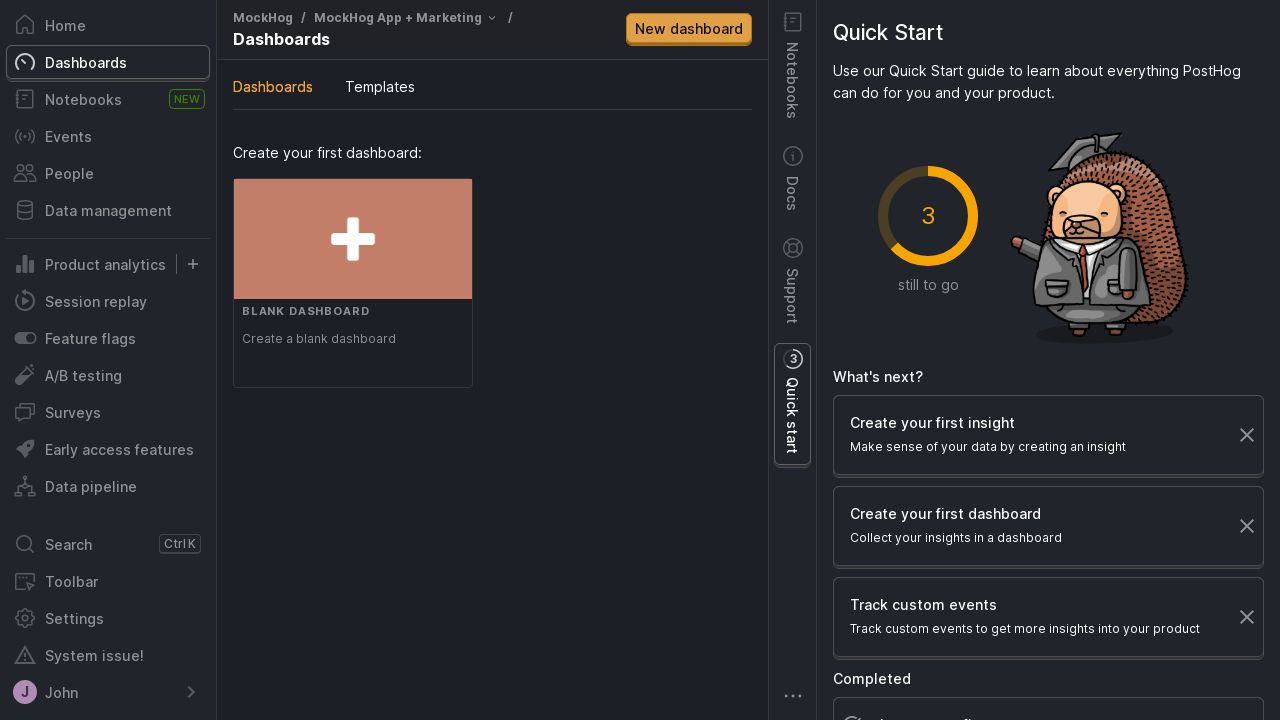 Home
Dashboards
Notebooks NEW
Events
People
Data management
Product analytics
Session replay
Feature flags
A/B testing
Surveys
Early access features
Data pipeline
Search Ctrl K
Toolbar
Settings
System issue!
J John
MockHog / MockHog App + Marketing /
Dashboards
New dashboard
Dashboards Templates
Create your first dashboard:
BLANK DASHBOARD
Create a blank dashboard
Notebooks
Docs
Support
3 Quick start
Quick Start
Use our Quick Start guide to learn about everything PostHog
can do for you and your product.
3
still to go
What's next?
Create your first insight
Make sense of your data by creating an insight
Create your first dashboard
Collect your insights in a dashboard
Track custom events
Track custom events to get more insights into your product
Completed